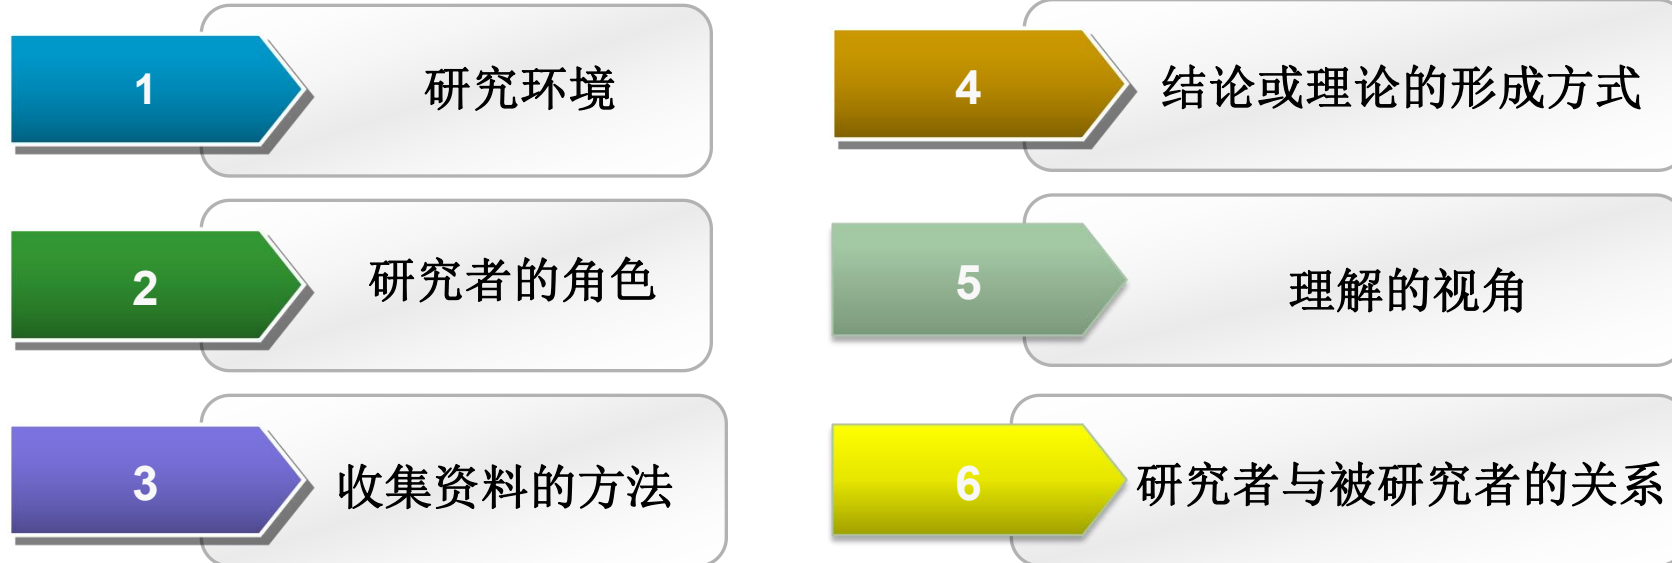 1
研究环境
2
研究者的角色
3
收集资料的方法
4
结论或理论的形成方式
5
理解的视角
6
研究者与被研究者的关系